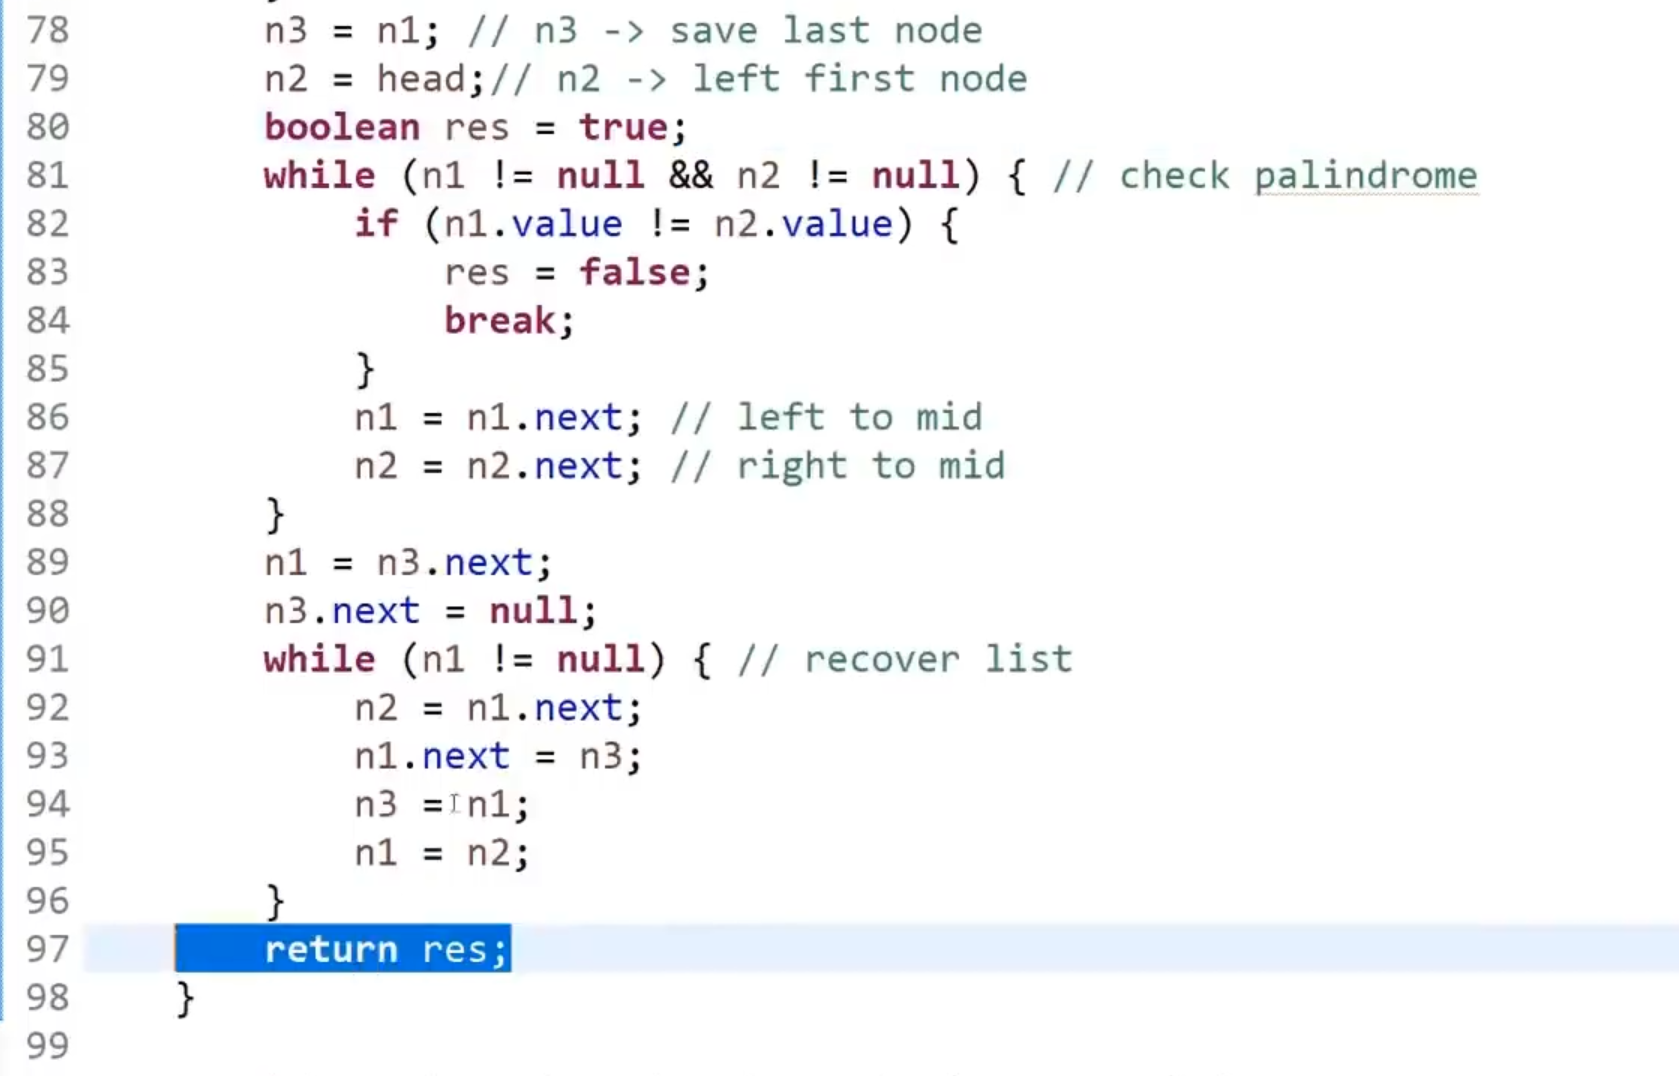 78 n3 = n1; // n3 -> save last node
79 n2 = head;// n2 -> left first node
80 boolean res = true;
81 while (n1 != null && n2 != null) { // check palindrome
82 if (n1.value != n2.value) {
83 res = false;
84 break;
85 }
86 n1 = n1.next; // left to mid
87 n2 = n2.next; // right to mid
88 }
89 n1 = n3.next;
90 n3.next = null;
91 while (n1 != null) { // recover list
92 n2 = n1.next;
93 n1.next = n3;
94 n3 = n1;
95 n1 = n2;
96 }
97 return res;
98 }
99